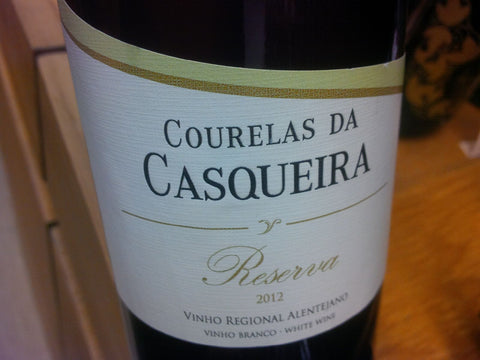 COURELAS DA
CASQUEIRA
Reserva
2012
VINHO REGIONAL ALENTEJANO
VINHO BRANCO - WHITE WINE